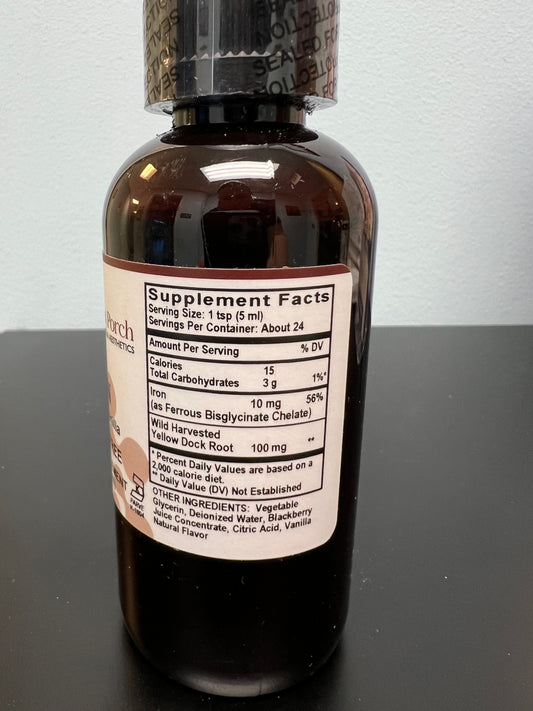 SEALED FOR
Porch
AESTHETICS
Supplement Facts
Serving Size: 1 tsp (5 ml)
Servings Per Container: About 24
Amount Per Serving % DV
Calories 15
Total Carbohydrates 3 g 1%*
Iron 10 mg 56%
(as Ferrous Bisglycinate Chelate)
Wild Harvested
Yellow Dock Root 100 mg **
* Percent Daily Values are based on a
2,000 calorie diet.
** Daily Value (DV) Not Established
OTHER INGREDIENTS: Vegetable
Glycerin, Deionized Water, Blackberry
Juice Concentrate, Citric Acid, Vanilla
Natural Flavor
PARVE